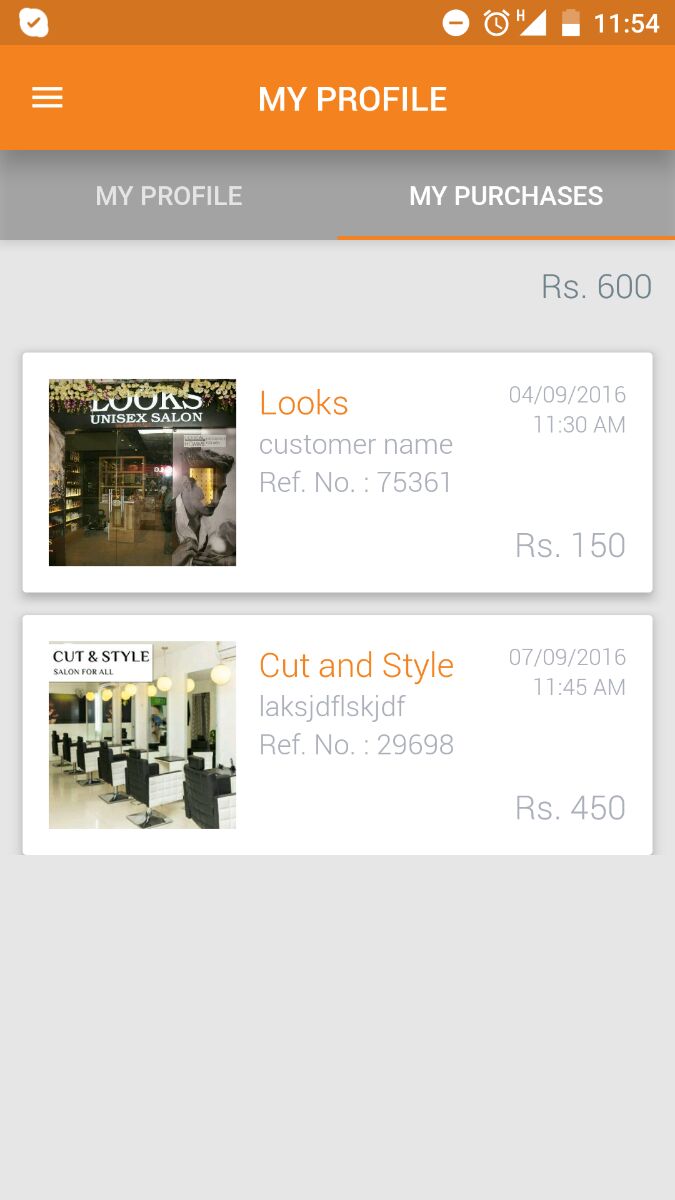 H 11:54
MY PROFILE
MY PROFILE
MY PURCHASES
Rs. 600
LOOKS
UNISEX SALON
Looks
customer name
Ref. No. : 75361
04/09/2016
11:30 AM
Rs. 150
CUT & STYLE
SALON FOR ALL
Cut and Style
laksjdflskjdf
Ref. No. : 29698
07/09/2016
11:45 AM
Rs. 450